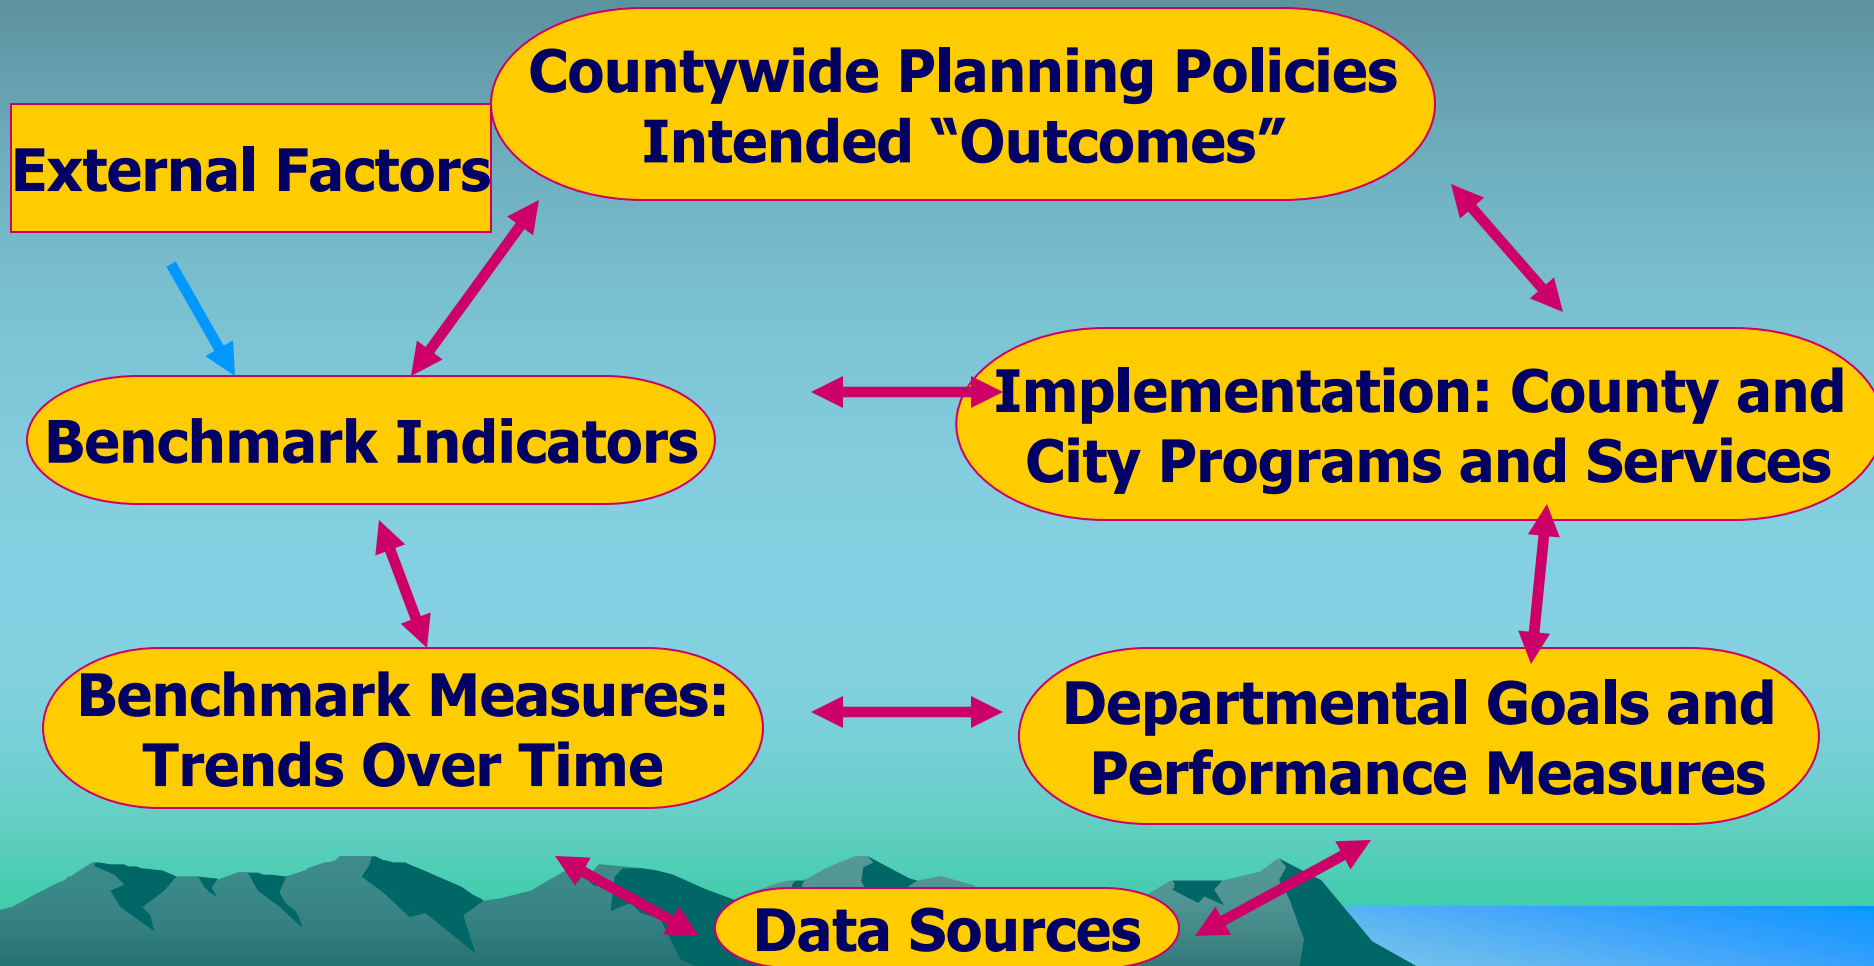 Countywide Planning Policies
Intended “Outcomes”
External Factors
Benchmark Indicators
Implementation: County and
City Programs and Services
Benchmark Measures:
Trends Over Time
Departmental Goals and
Performance Measures
Data Sources